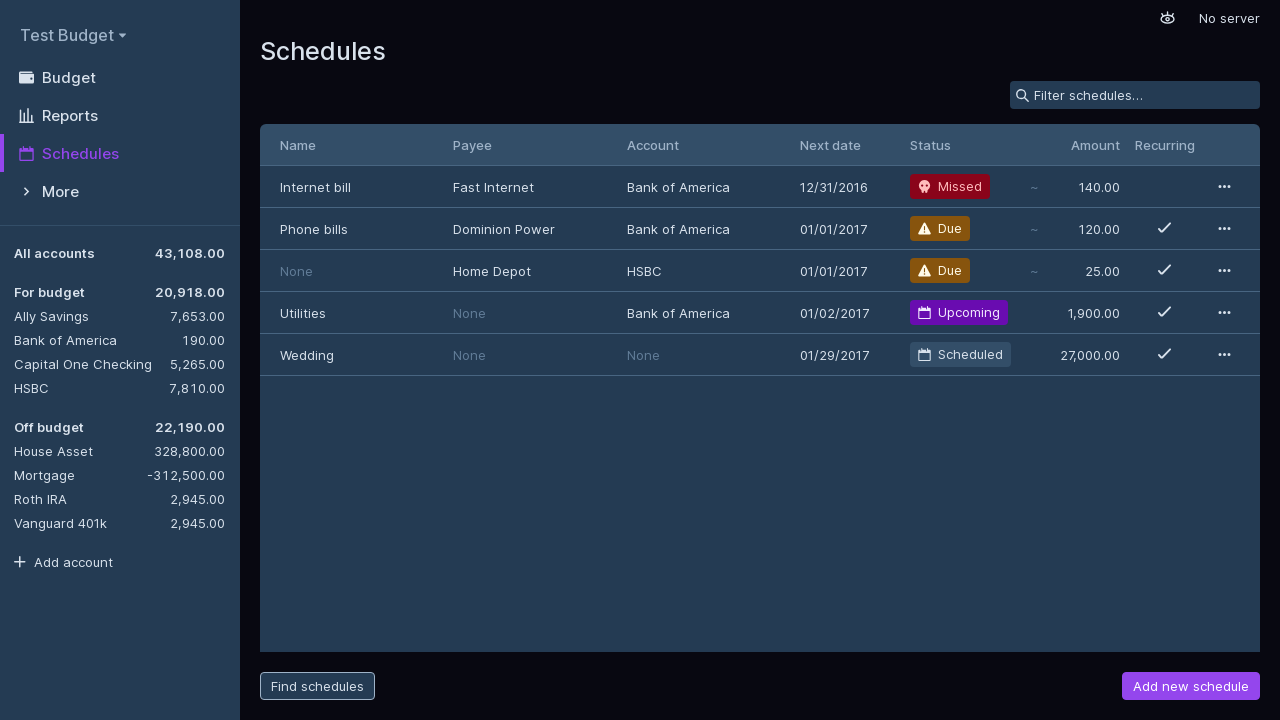 Test Budget
Budget
Reports
Schedules
More
All accounts 43,108.00
For budget 20,918.00
Ally Savings 7,653.00
Bank of America 190.00
Capital One Checking 5,265.00
HSBC 7,810.00
Off budget 22,190.00
House Asset 328,800.00
Mortgage -312,500.00
Roth IRA 2,945.00
Vanguard 401k 2,945.00
Add account
No server
Schedules
Filter schedules…
Name Payee Account Next date Status Amount Recurring
Internet bill Fast Internet Bank of America 12/31/2016 Missed ~ 140.00
Phone bills Dominion Power Bank of America 01/01/2017 Due ~ 120.00
None Home Depot HSBC 01/01/2017 Due ~ 25.00
Utilities None Bank of America 01/02/2017 Upcoming 1,900.00
Wedding None None 01/29/2017 Scheduled 27,000.00
Find schedules
Add new schedule